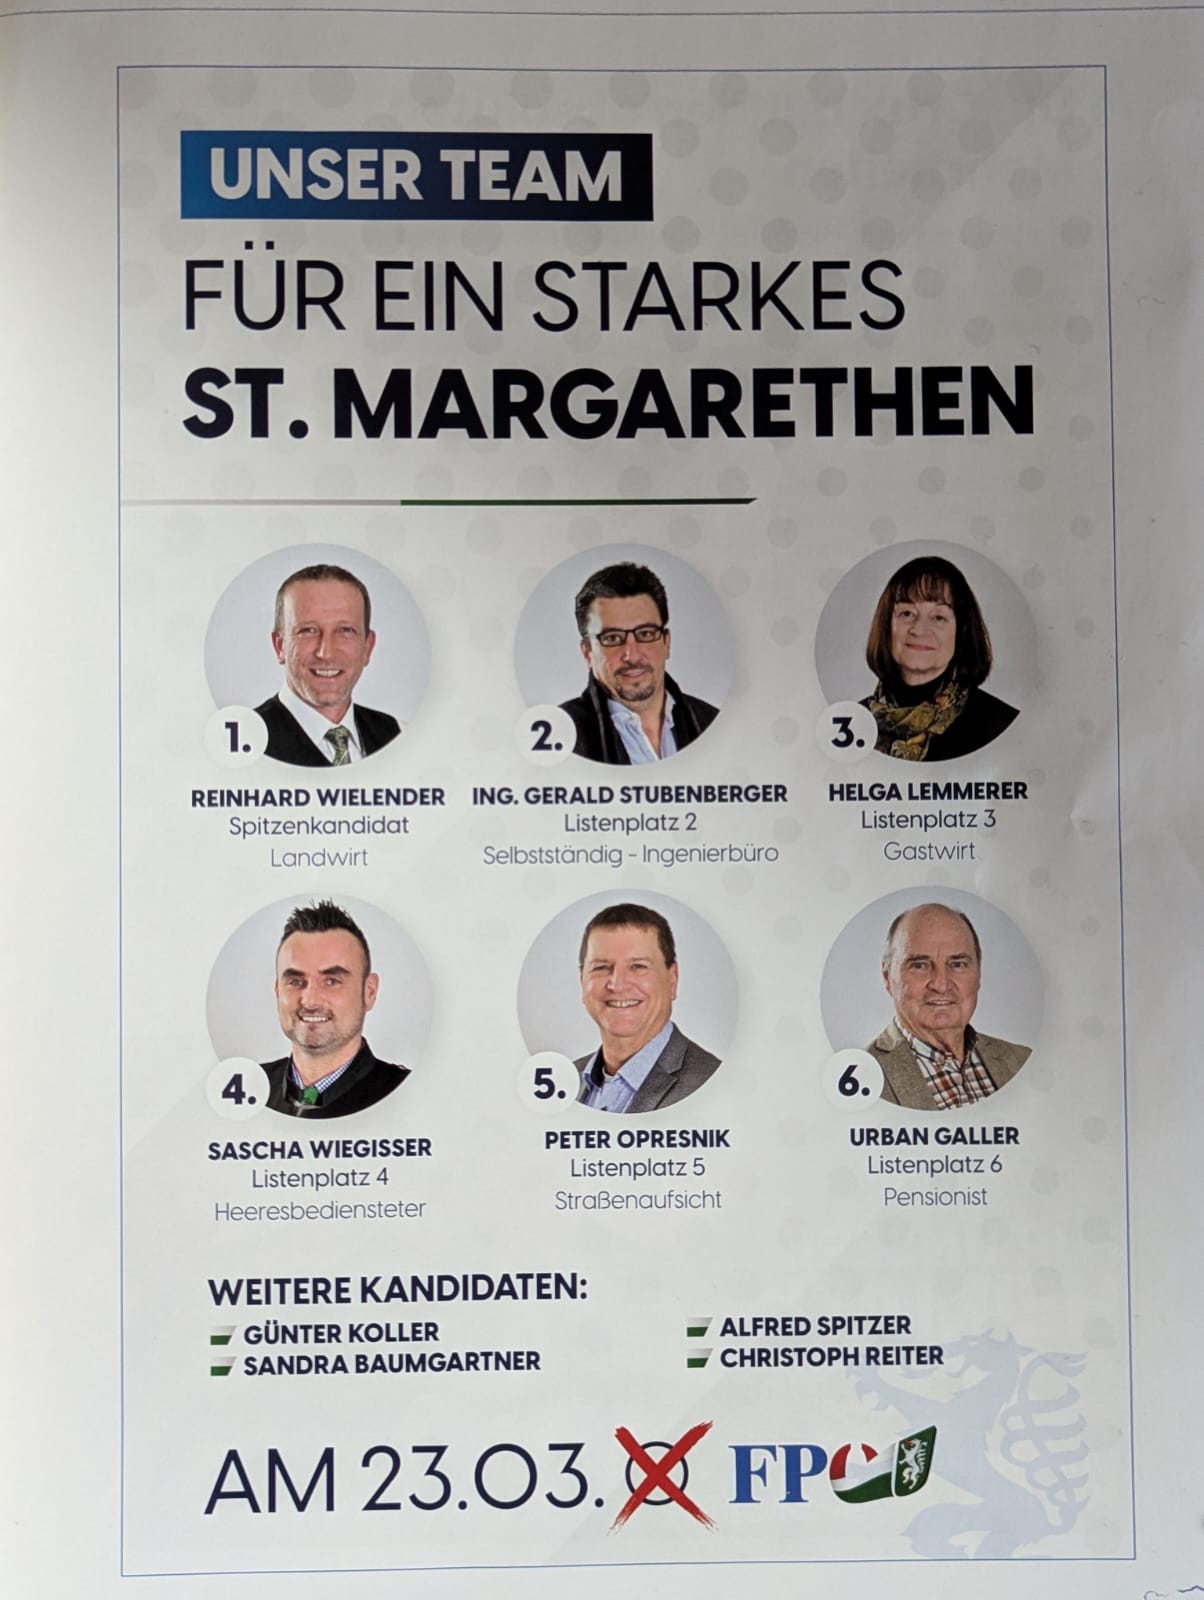 UNSER TEAM
FÜR EIN STARKES
ST. MARGARETHEN
1.
REINHARD WIELENDER
Spitzenkandidat
Landwirt
2.
ING. GERALD STUBENBERGER
Listenplatz 2
Selbstständig - Ingenierbüro
3.
HELGA LEMMERER
Listenplatz 3
Gastwirt
4.
SASCHA WIEGISSER
Listenplatz 4
Heeresbediensteter
5.
PETER OPRESNIK
Listenplatz 5
Straßenaufsicht
6.
URBAN GALLER
Listenplatz 6
Pensionist
WEITERE KANDIDATEN:
GÜNTER KOLLER
SANDRA BAUMGARTNER
ALFRED SPITZER
CHRISTOPH REITER
AM 23.03. FPÖ